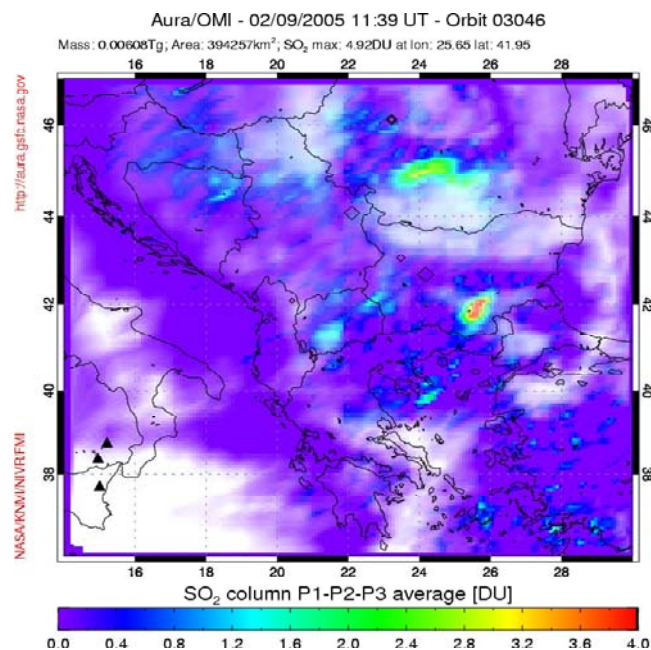 Aura/OMI - 02/09/2005 11:39 UT - Orbit 03046
Mass: 0.00608Tg; Area: 394257km²; SO₂ max: 4.92DU at lon: 25.65 lat: 41.95
16 18 20 22 24 26 28
http://aura.gsfc.nasa.gov
NASA/KNMI/NIVR/FMI
46 46
44 44
42 42
40 40
38 38
16 18 20 22 24 26 28
SO₂ column P1-P2-P3 average [DU]
0.0 0.4 0.8 1.2 1.6 2.0 2.4 2.8 3.2 3.6 4.0